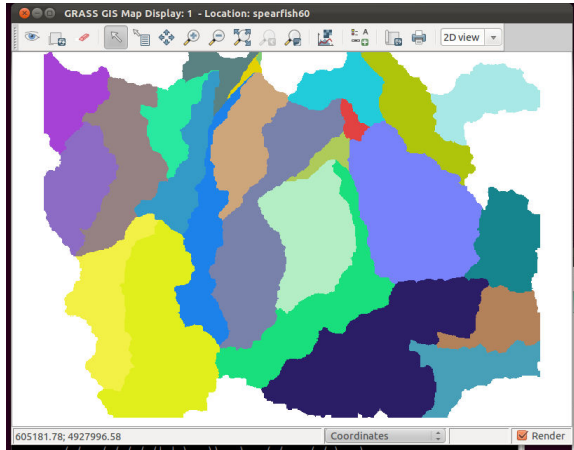 GRASS GIS Map Display: 1 - Location: spearfish60
2D view
605181.78; 4927996.58
Coordinates
Render